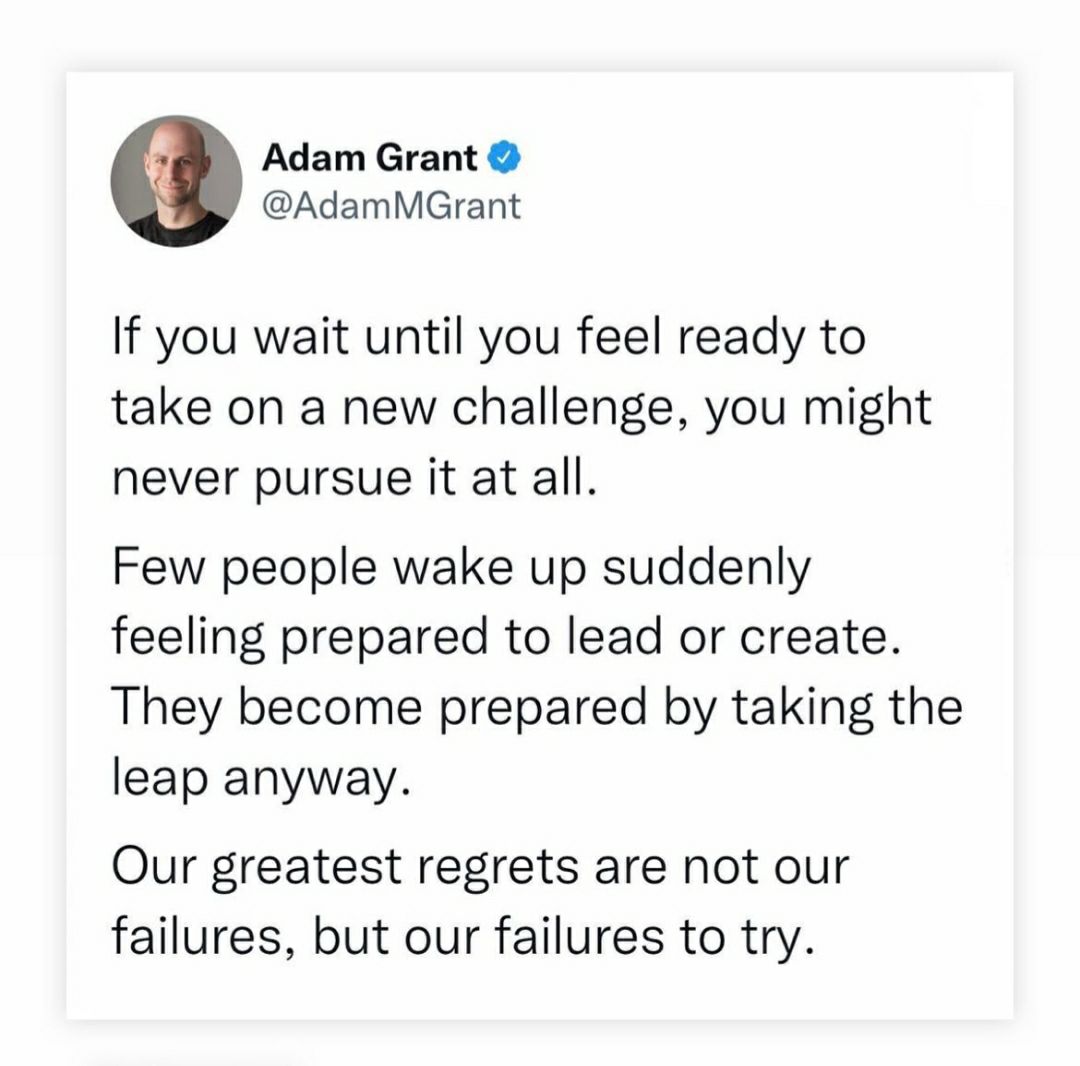 Adam Grant
@AdamMGrant
If you wait until you feel ready to
take on a new challenge, you might
never pursue it at all.
Few people wake up suddenly
feeling prepared to lead or create.
They become prepared by taking the
leap anyway.
Our greatest regrets are not our
failures, but our failures to try.